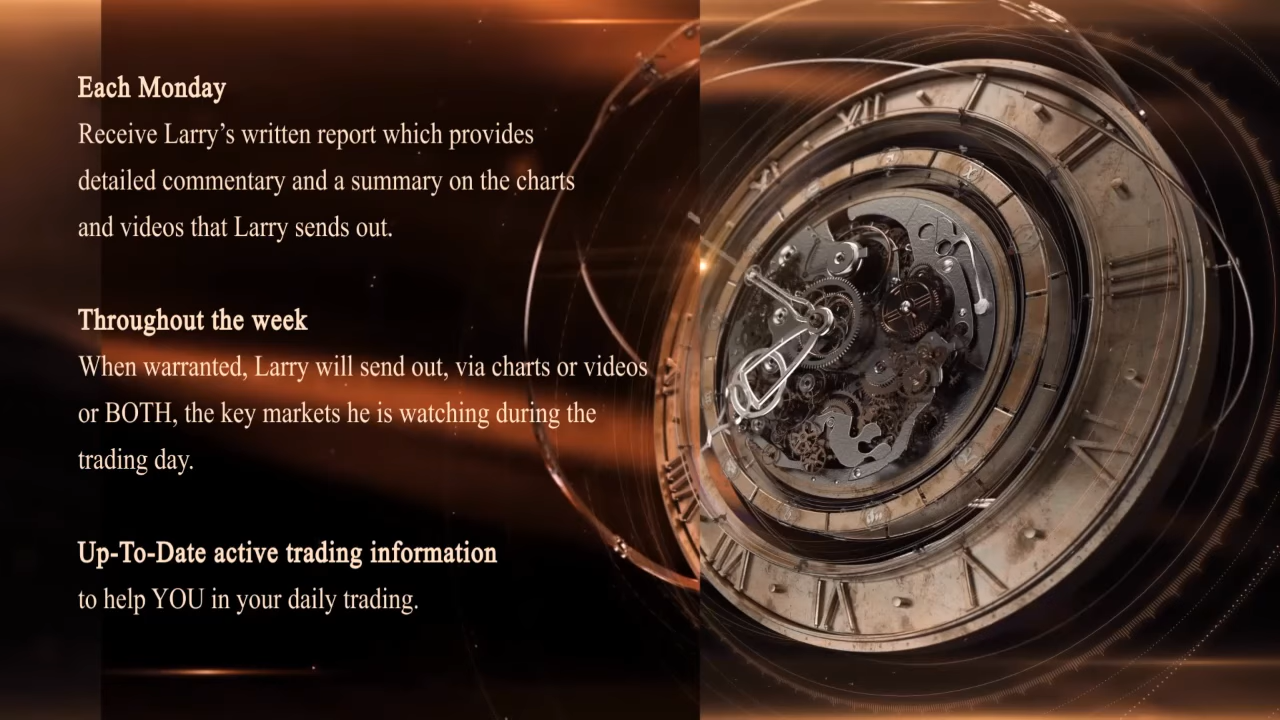 Each Monday
Receive Larry’s written report which provides
detailed commentary and a summary on the charts
and videos that Larry sends out.
Throughout the week
When warranted, Larry will send out, via charts or videos
or BOTH, the key markets he is watching during the
trading day.
Up-To-Date active trading information
to help YOU in your daily trading.